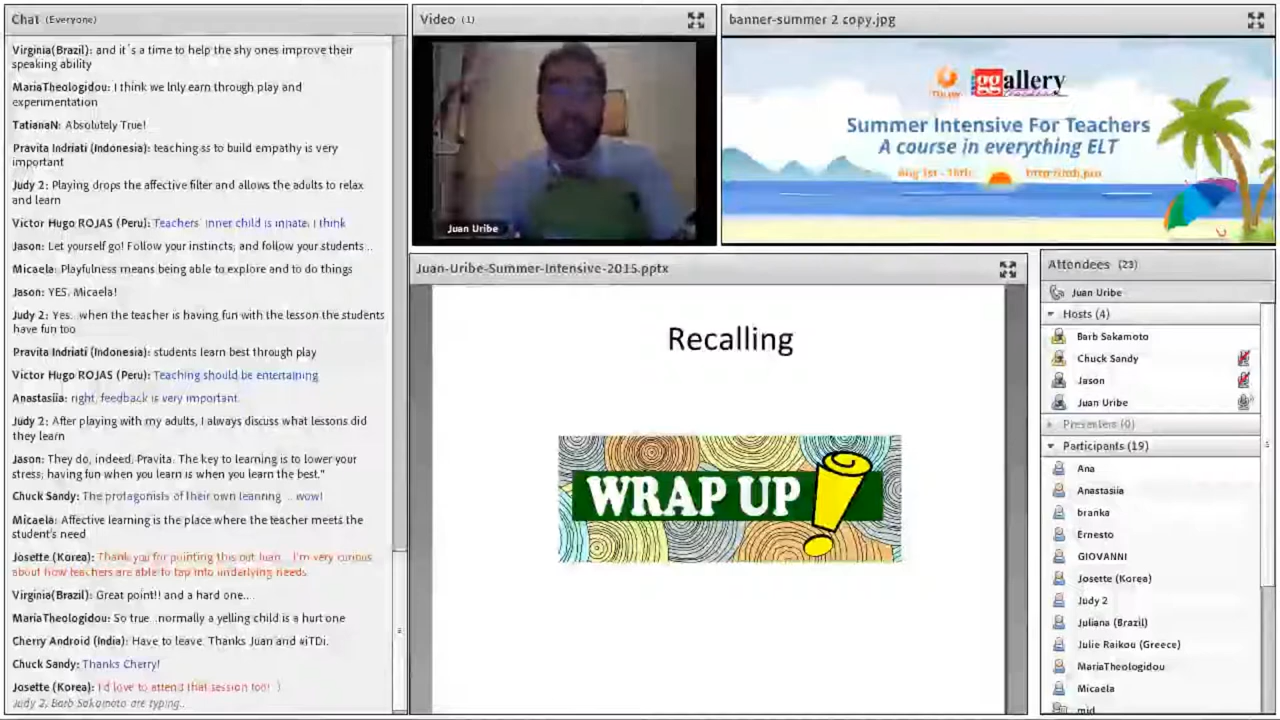 Chat (Everyone)
Virginia(Brazil): and it´s a time to help the shy ones improve their
speaking ability
MariaTheologidou: I think we lnly earn through play and
experimentation
TatianaN: Absolutely True!
Pravita Indriati (Indonesia): teaching ss to build empathy is very
important
Judy 2: Playing drops the affective filter and allows the adults to relax
and learn
Victor Hugo ROJAS (Peru): Teachers' inner child is innate, I think
Jason: Let yourself go! Follow your instincts, and follow your students...
Micaela: Playfulness means being able to explore and to do things
Jason: YES, Micaela!
Judy 2: Yes...when the teacher is having fun with the lesson the students
have fun too
Pravita Indriati (Indonesia): students learn best through play
Victor Hugo ROJAS (Peru): Teaching should be entertaining
Anastasiia: right, feedback is very important.
Judy 2: After playing with my adults, I always discuss what lessons did
they learn
Jason: They do, indeed, Pravita. The key to learning is to lower your
stress; having fun when you learn is when you learn the best."
Chuck Sandy: The protagonists of their own learning ... wow!
Micaela: Affective learning is the place where the teacher meets the
student's need
Josette (Korea): Thank you for pointing this out Juan... I'm very curious
about how teachers are able to tap into underlying needs.
Virginia(Brazil): Great point!! and a hard one...
MariaTheologidou: So true...normally a yelling child is a hurt one
Cherry Android (India): Have to leave. Thanks Juan and #iTDi.
Chuck Sandy: Thanks Cherry!
Josette (Korea): I'd love to attend that session too! :)
Judy 2, Barb Sakamoto are typing...
Video (1)
Juan Uribe
banner-summer 2 copy.jpg
ggallery
Summer Intensive For Teachers
A course in everything ELT
Juan-Uribe-Summer-Intensive-2015.pptx
Recalling
WRAP UP!
Attendees (23)
Juan Uribe
Hosts (4)
Barb Sakamoto
Chuck Sandy
Jason
Juan Uribe
Presenters (0)
Participants (19)
Ana
Anastasiia
branka
Ernesto
GIOVANNI
Josette (Korea)
Judy 2
Juliana (Brazil)
Julie Raikou (Greece)
MariaTheologidou
Micaela
mid